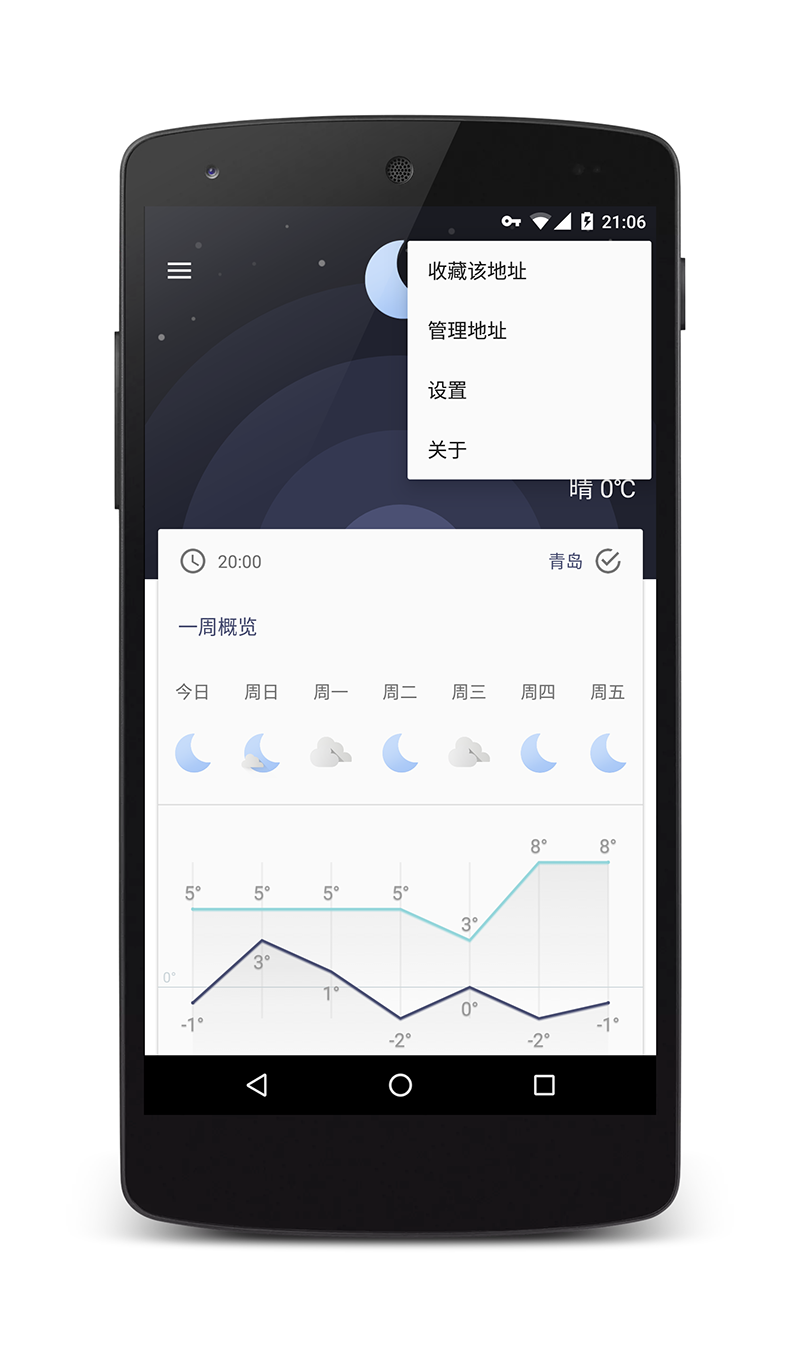 21:06
收藏该地址
管理地址
设置
关于
晴 0℃
20:00 青岛
一周概览
今日 周日 周一 周二 周三 周四 周五
8° 8°
5° 5° 5° 5°
3°
3°
0°
1°
0°
-1° -1°
-2° -2°